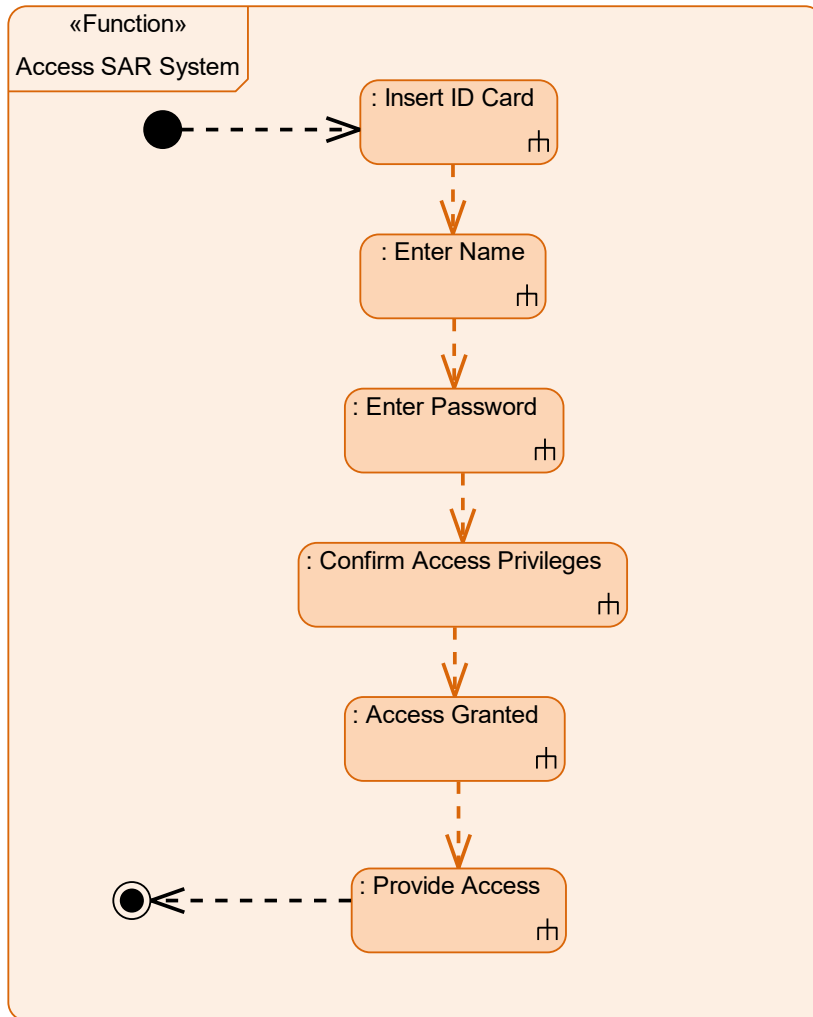 «Function»
Access SAR System
: Insert ID Card
: Enter Name
: Enter Password
: Confirm Access Privileges
: Access Granted
: Provide Access